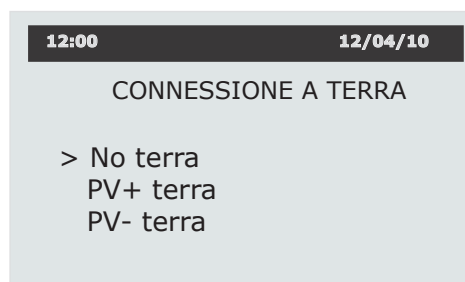 12:00 12/04/10
CONNESSIONE A TERRA
> No terra
PV+ terra
PV- terra